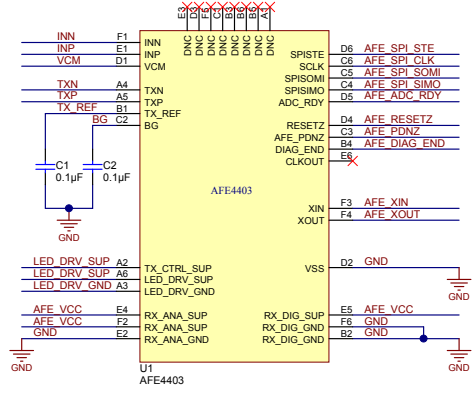 E3 D3 F5 C1 B3 B6 B5 A1
DNC DNC DNC DNC DNC DNC DNC DNC
INN F1 INN
INP E1 INP
VCM D1 VCM
TXN A4 TXN
TXP A5 TXP
TX_REF B1 TX_REF
BG C2 BG
SPISTE D6 AFE_SPI_STE
SCLK C6 AFE_SPI_CLK
SPISOMI C5 AFE_SPI_SOMI
SPISIMO C4 AFE_SPI_SIMO
ADC_RDY D5 AFE_ADC_RDY
RESETZ D4 AFE_RESETZ
AFE_PDNZ C3 AFE_PDNZ
DIAG_END B4 AFE_DIAG_END
CLKOUT E6
C1
0.1µF
C2
0.1µF
GND
AFE4403
XIN F3 AFE_XIN
XOUT F4 AFE_XOUT
LED_DRV_SUP A2 TX_CTRL_SUP
LED_DRV_SUP A6 LED_DRV_SUP
LED_DRV_GND A3 LED_DRV_GND
VSS D2 GND
GND
AFE_VCC E4 RX_ANA_SUP
AFE_VCC F2 RX_ANA_SUP
GND E2 RX_ANA_GND
GND
RX_DIG_SUP E5 AFE_VCC
RX_DIG_GND F6 GND
RX_DIG_GND B2 GND
GND
U1
AFE4403